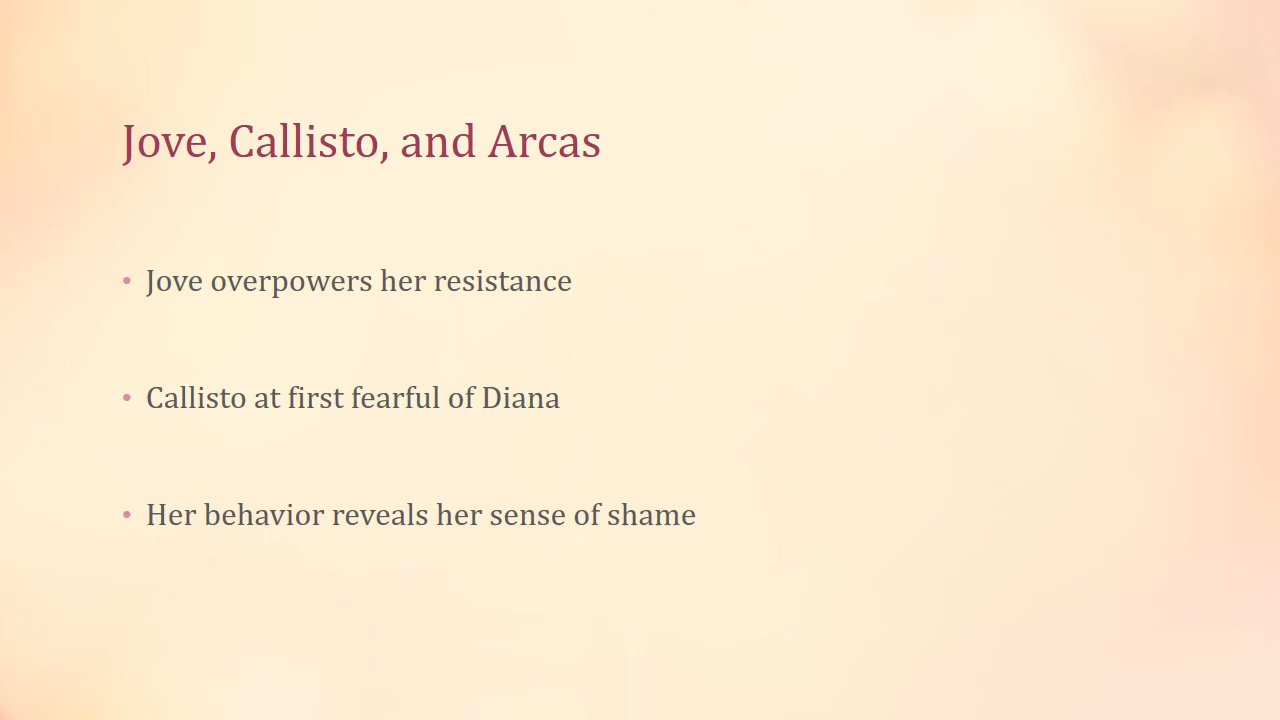 Jove, Callisto, and Arcas
• Jove overpowers her resistance
• Callisto at first fearful of Diana
• Her behavior reveals her sense of shame